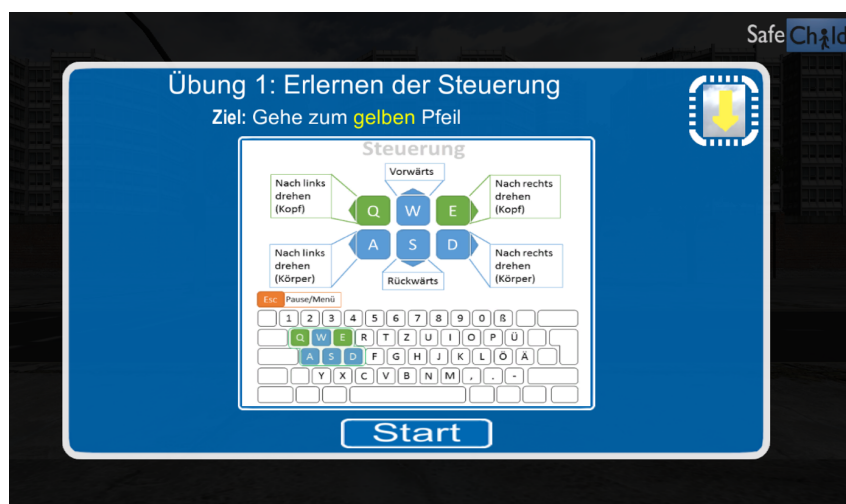 Safe Child
Übung 1: Erlernen der Steuerung
Ziel: Gehe zum gelben Pfeil
Steuerung
Vorwärts
Nach links
drehen
(Kopf)
Nach rechts
drehen
(Kopf)
Q W E
A S D
Nach links
drehen
(Körper)
Nach rechts
drehen
(Körper)
Rückwärts
Esc Pause/Menü
1 2 3 4 5 6 7 8 9 0 ß
Q W E R T Z U I O P Ü
A S D F G H J K L Ö Ä
Y X C V B N M , . -
Start